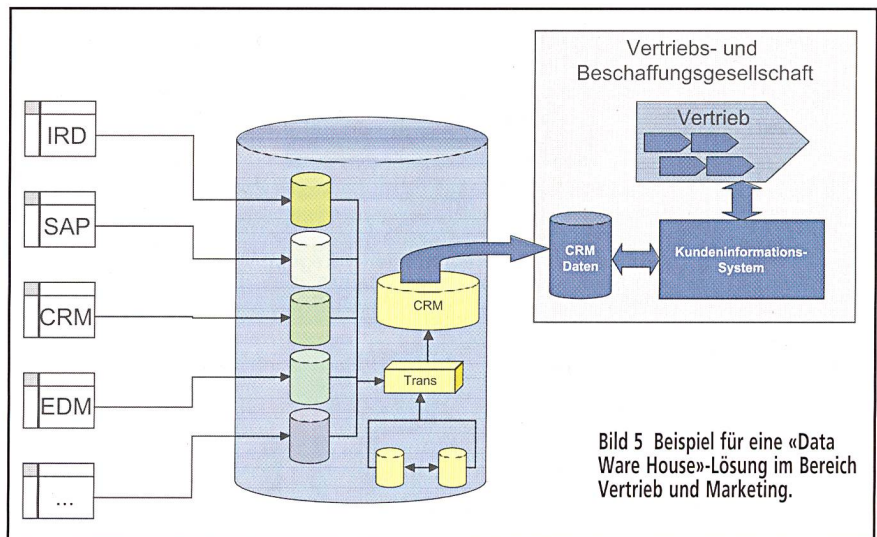 IRD
SAP
CRM
EDM
...
CRM
Trans
Vertriebs- und
Beschaffungsgesellschaft
Vertrieb
CRM
Daten
Kundeninformations-
System
Bild 5 Beispiel für eine «Data
Ware House»-Lösung im Bereich
Vertrieb und Marketing.